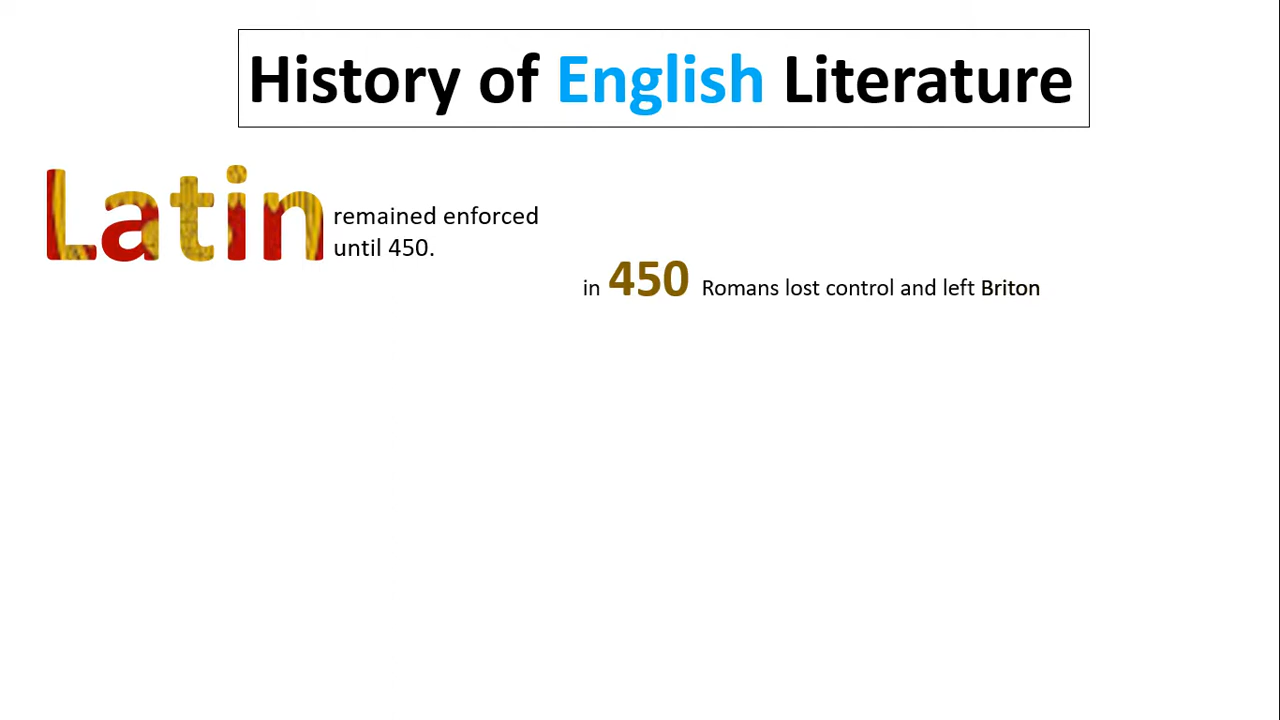 History of English Literature
Latin remained enforced
until 450.
in 450 Romans lost control and left Briton